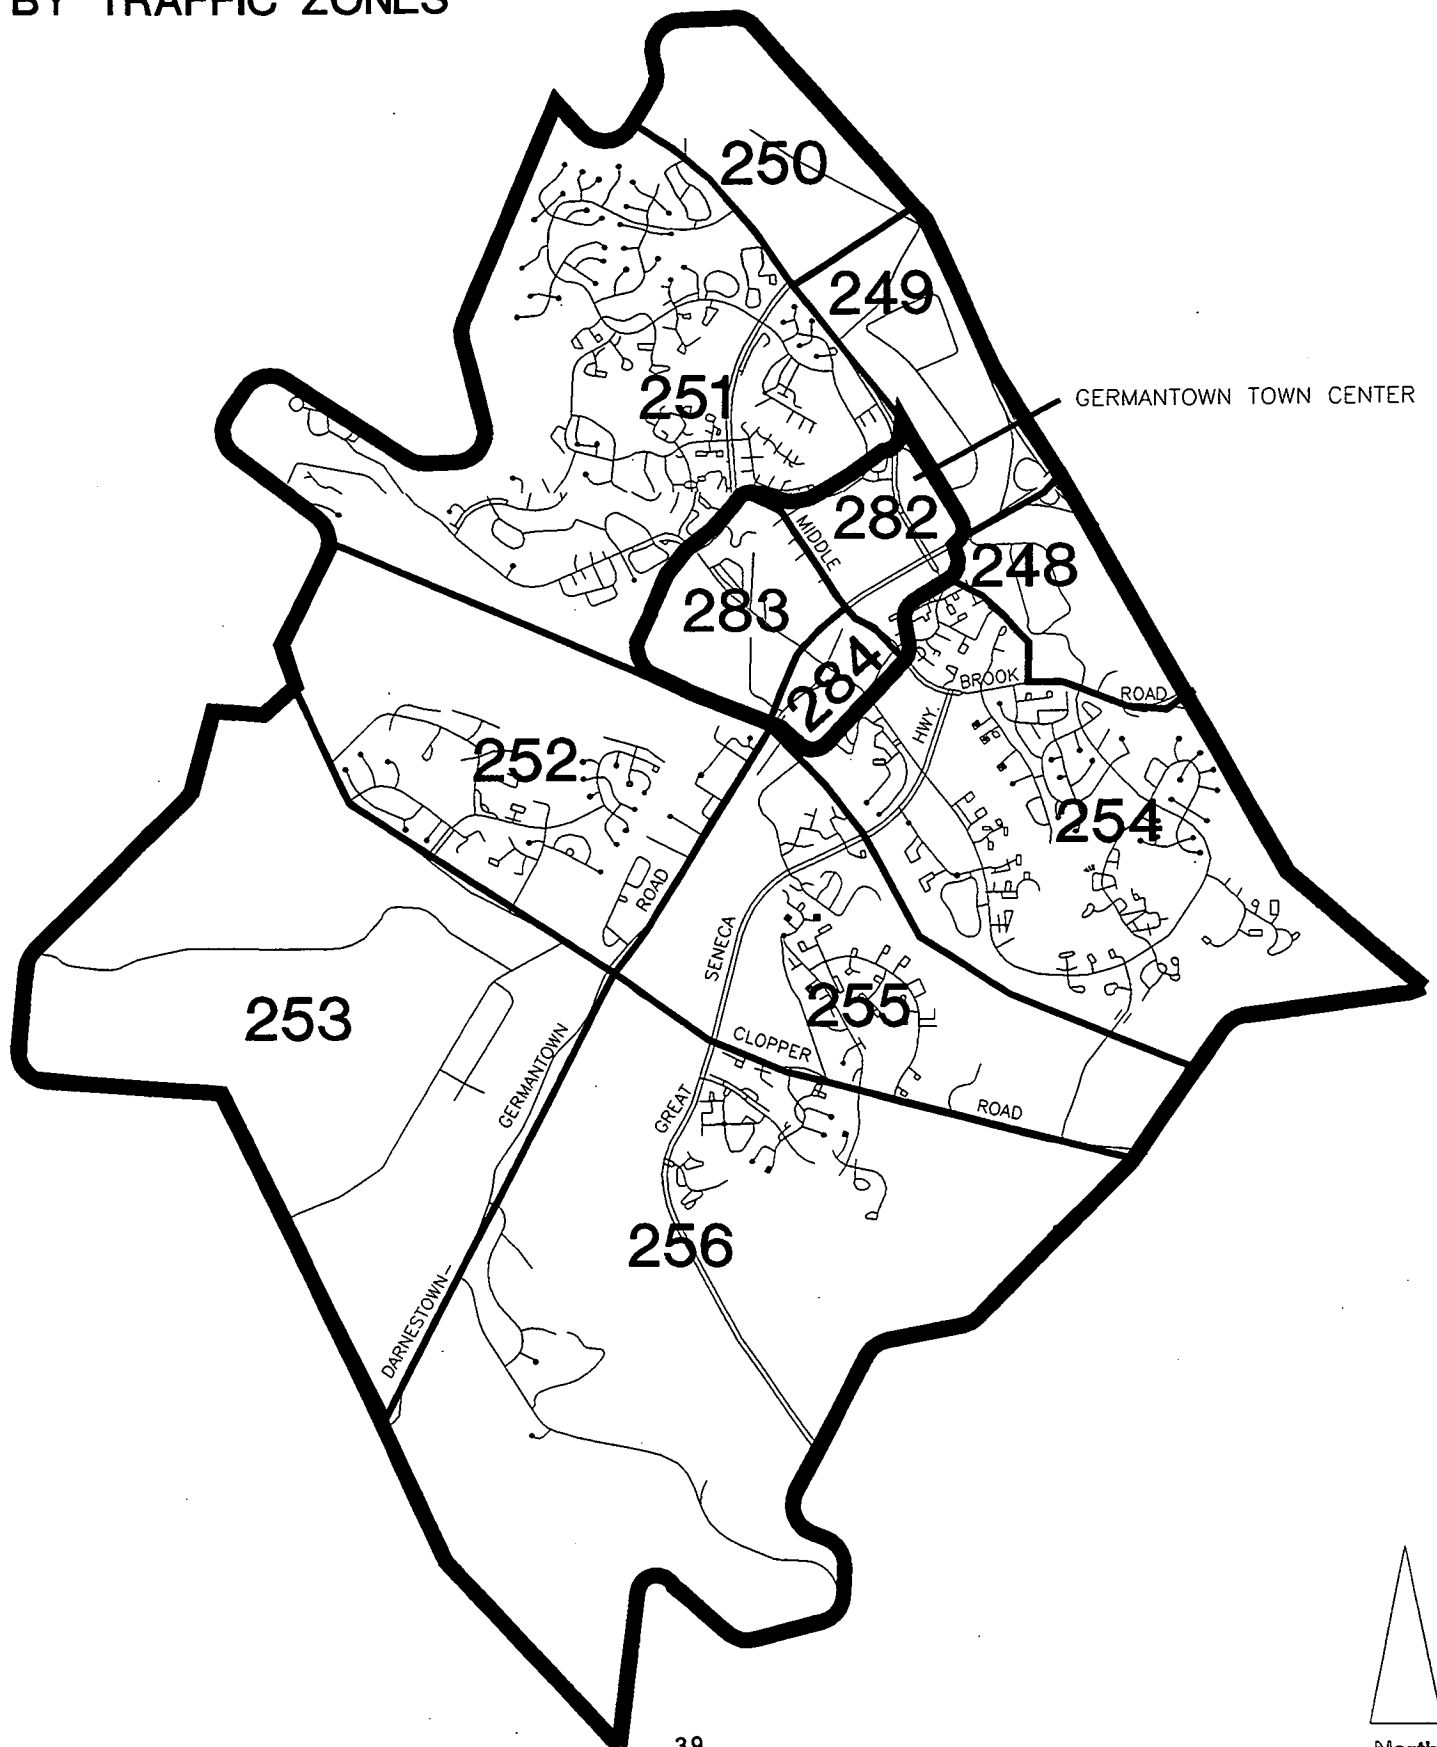 BY TRAFFIC ZONES
250
249
251
GERMANTOWN TOWN CENTER
282
MIDDLE
248
283
284
BROOK
ROAD
HWY.
252
254
ROAD
SENECA
255
253
CLOPPER
GERMANTOWN
GREAT
ROAD
256
DARNESTOWN-
39
North